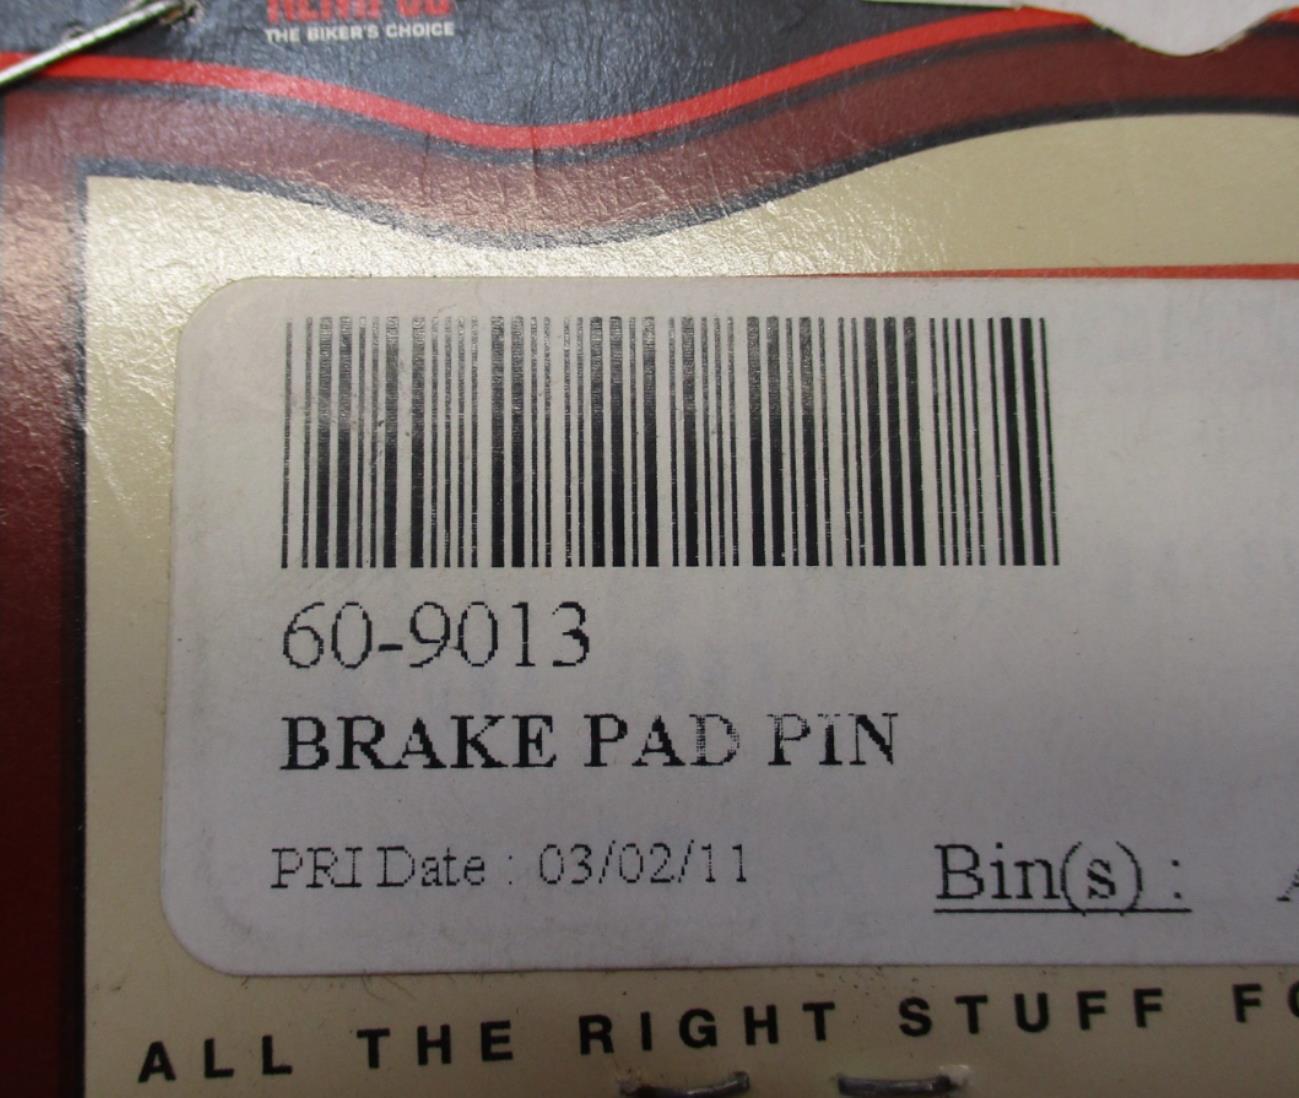 THE BIKER'S CHOICE
60-9013
BRAKE PAD PIN
PRI Date : 03/02/11
Bin(s) :
ALL THE RIGHT STUFF